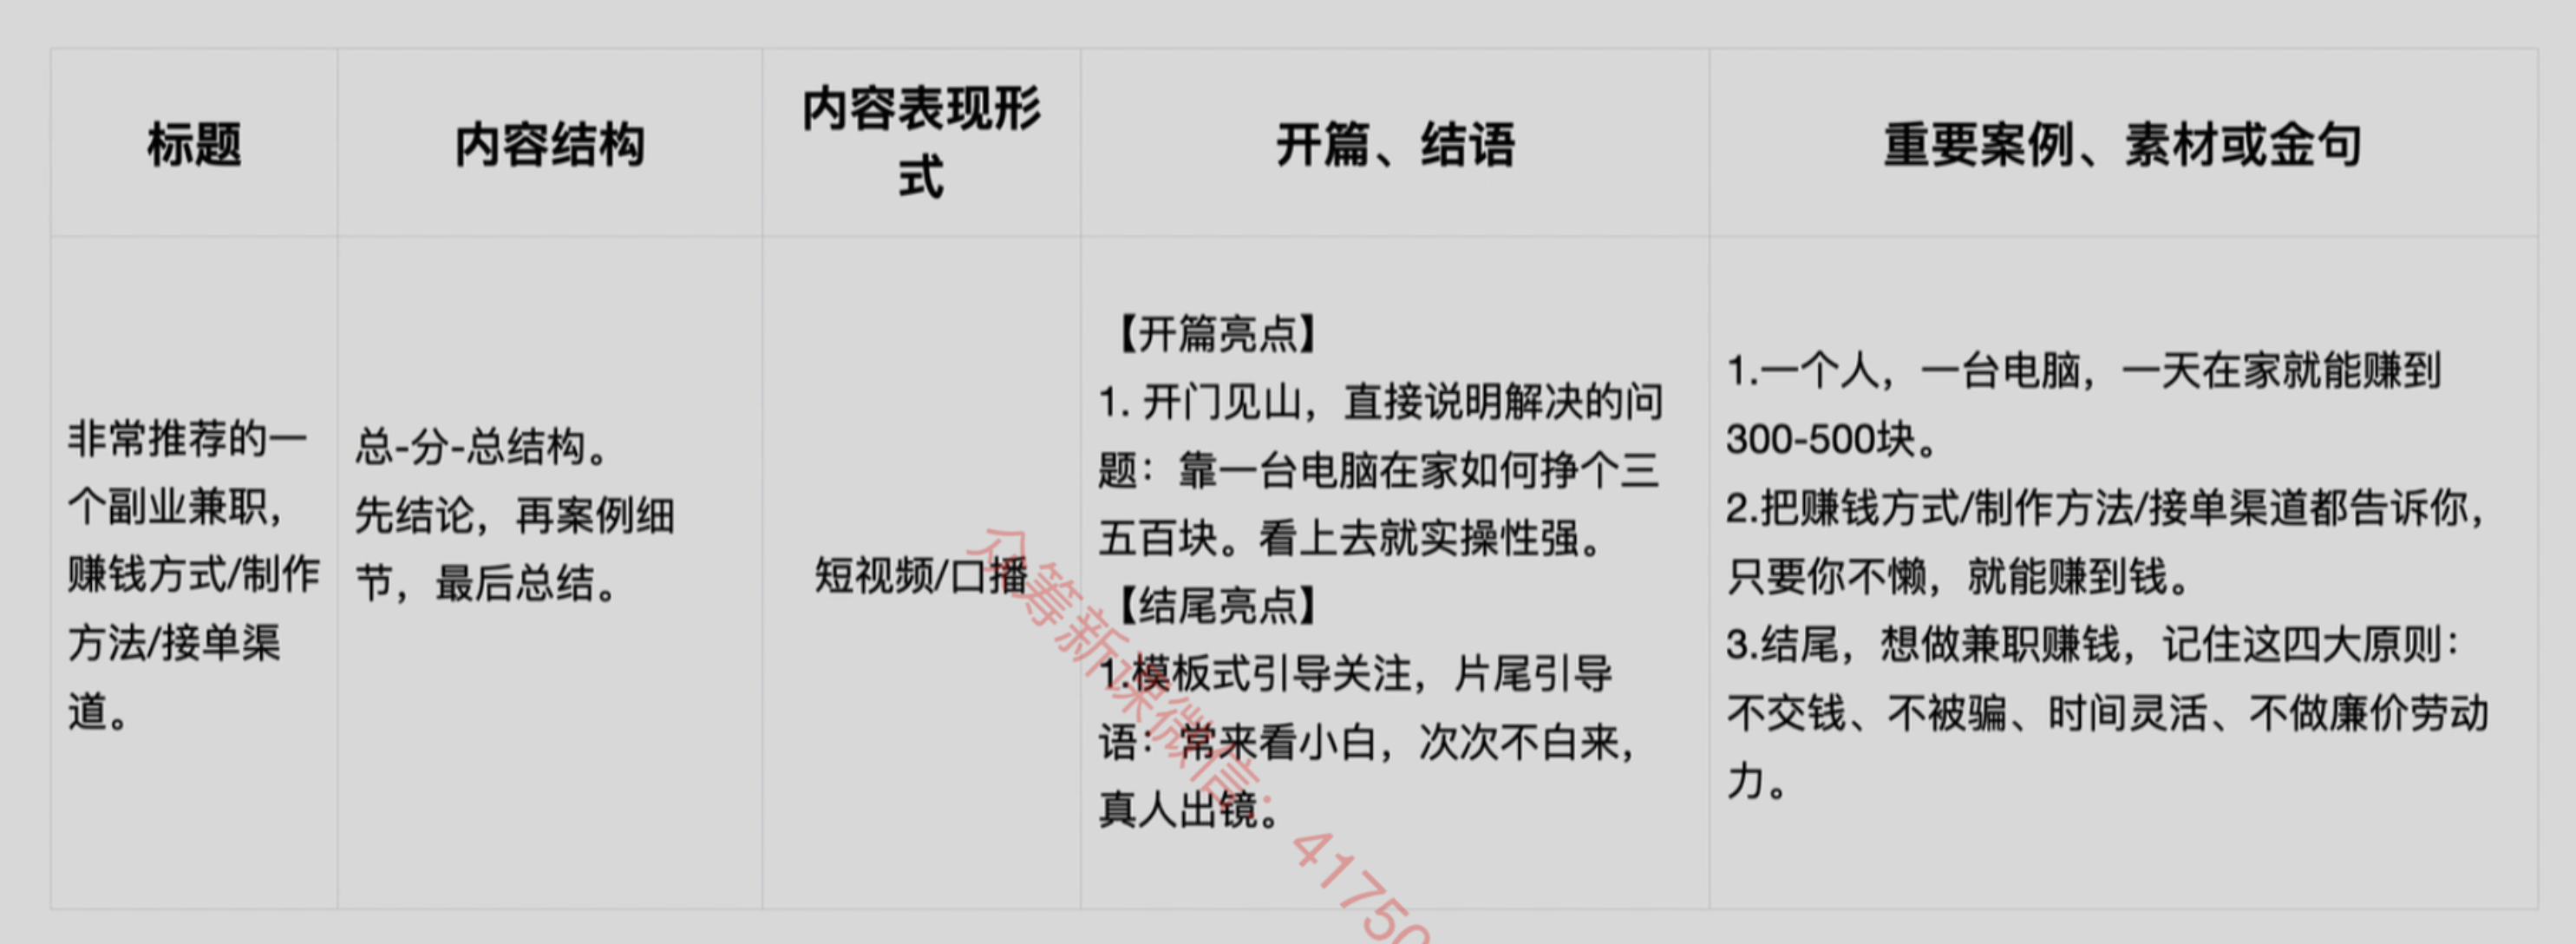 标题
内容结构
内容表现形
式
开篇、结语
重要案例、素材或金句
非常推荐的一
个副业兼职，
赚钱方式/制作
方法/接单渠
道。
总-分-总结构。
先结论，再案例细
节，最后总结。
短视频/口播
【开篇亮点】
1. 开门见山，直接说明解决的问
题：靠一台电脑在家如何挣个三
五百块。看上去就实操性强。
【结尾亮点】
1.模板式引导关注，片尾引导
语：常来看小白，次次不白来，
真人出镜。
1.一个人，一台电脑，一天在家就能赚到
300-500块。
2.把赚钱方式/制作方法/接单渠道都告诉你，
只要你不懒，就能赚到钱。
3.结尾，想做兼职赚钱，记住这四大原则：
不交钱、不被骗、时间灵活、不做廉价劳动
力。
众筹新课微信：41750